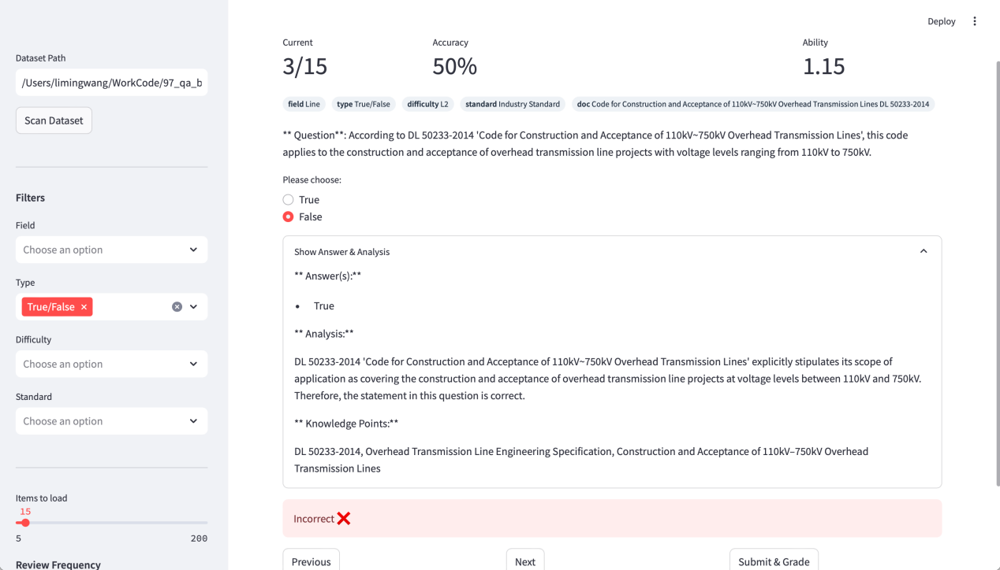 Deploy
Dataset Path
/Users/limingwang/WorkCode/97_qa_b
Scan Dataset
Filters
Field
Choose an option
Type
True/False ×
Difficulty
Choose an option
Standard
Choose an option
Items to load
15
5 200
Review Frequency
Current Accuracy Ability
3/15 50% 1.15
field Line type True/False difficulty L2 standard Industry Standard doc Code for Construction and Acceptance of 110kV~750kV Overhead Transmission Lines DL 50233-2014
** Question**: According to DL 50233-2014 'Code for Construction and Acceptance of 110kV~750kV Overhead Transmission Lines', this code
applies to the construction and acceptance of overhead transmission line projects with voltage levels ranging from 110kV to 750kV.
Please choose:
True
False
Show Answer & Analysis
** Answer(s):**
• True
** Analysis:**
DL 50233-2014 'Code for Construction and Acceptance of 110kV~750kV Overhead Transmission Lines' explicitly stipulates its scope of
application as covering the construction and acceptance of overhead transmission line projects at voltage levels between 110kV and 750kV.
Therefore, the statement in this question is correct.
** Knowledge Points:**
DL 50233-2014, Overhead Transmission Line Engineering Specification, Construction and Acceptance of 110kV–750kV Overhead
Transmission Lines
Incorrect ❌
Previous Next Submit & Grade